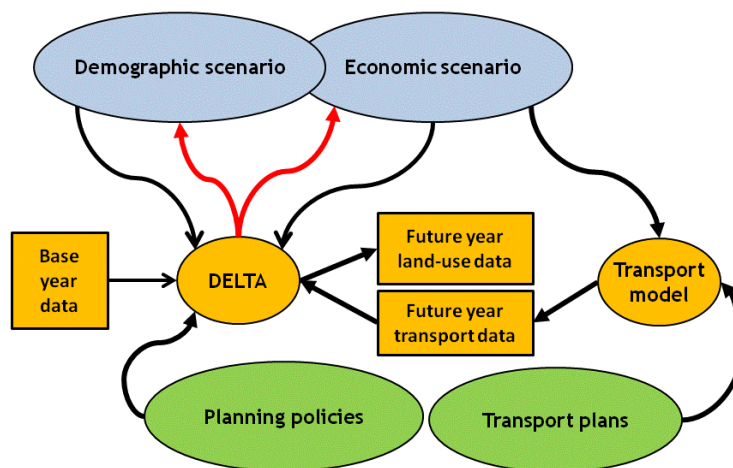 Demographic scenario
Economic scenario
Base
year
data
DELTA
Future year
land-use data
Future year
transport data
Transport
model
Planning policies
Transport plans